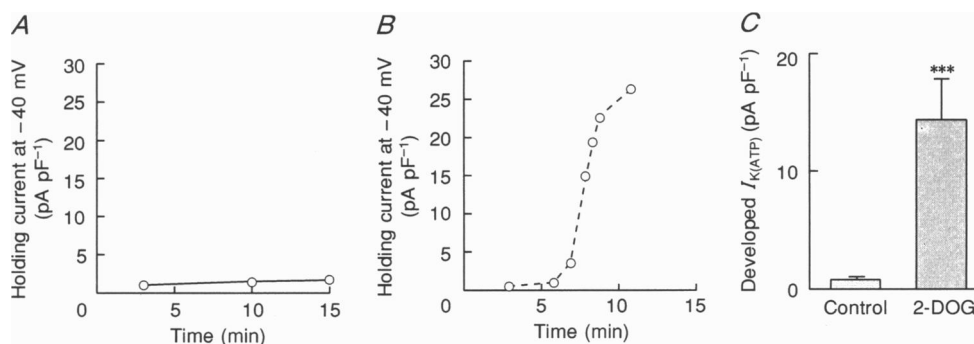 A
Holding current at −40 mV
(pA pF⁻¹)
30
25
20
15
10
5
0
5
10
15
Time (min)
B
Holding current at −40 mV
(pA pF⁻¹)
30
25
20
15
10
5
0
5
10
15
Time (min)
C
Developed I_K(ATP) (pA pF⁻¹)
20
10
0
***
Control
2-DOG